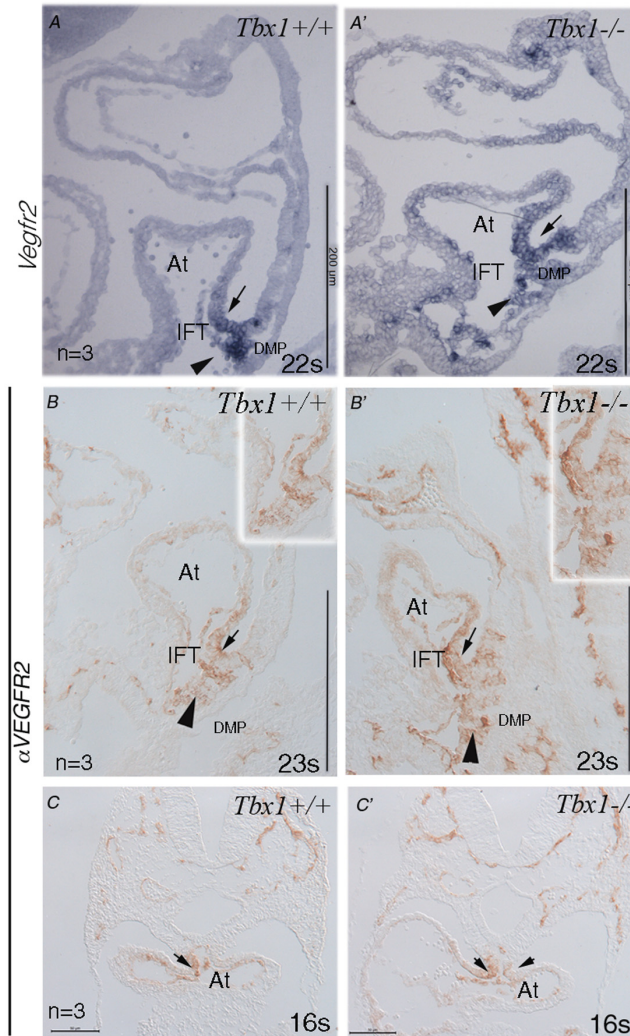 A
Tbx1+/+
At
IFT
DMP
n=3
22s
200 um
A'
Tbx1-/-
At
IFT
DMP
22s
Vegfr2
B
Tbx1+/+
At
IFT
DMP
n=3
23s
B'
Tbx1-/-
At
IFT
DMP
23s
αVEGFR2
C
Tbx1+/+
At
n=3
16s
C'
Tbx1-/-
At
16s